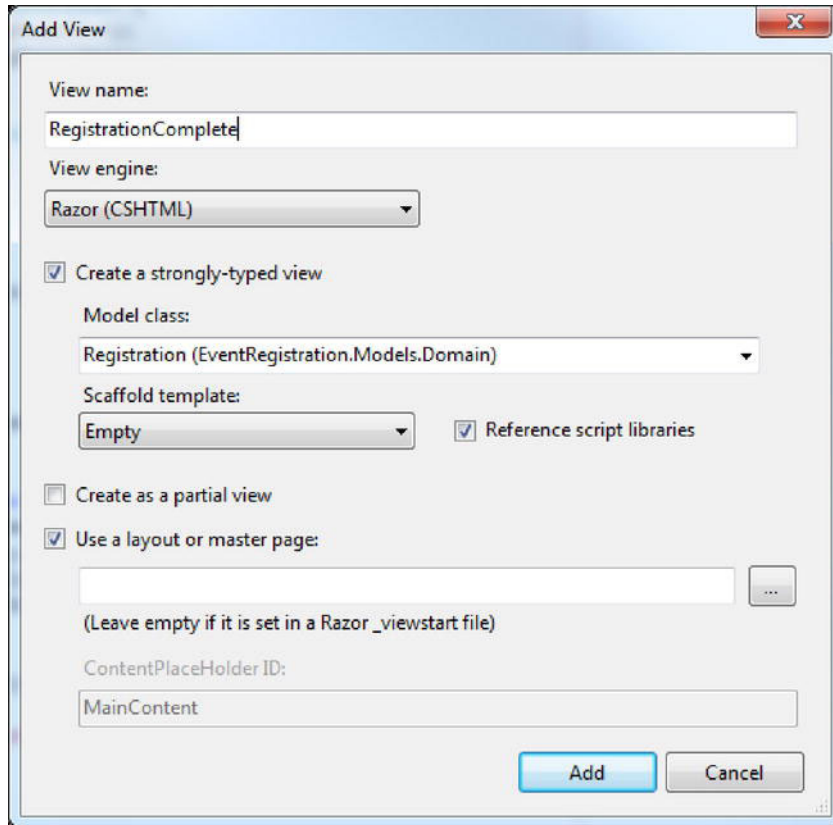 Add View
View name:
RegistrationComplete
View engine:
Razor (CSHTML)
Create a strongly-typed view
Model class:
Registration (EventRegistration.Models.Domain)
Scaffold template:
Empty
Reference script libraries
Create as a partial view
Use a layout or master page:
...
(Leave empty if it is set in a Razor _viewstart file)
ContentPlaceHolder ID:
MainContent
Add
Cancel